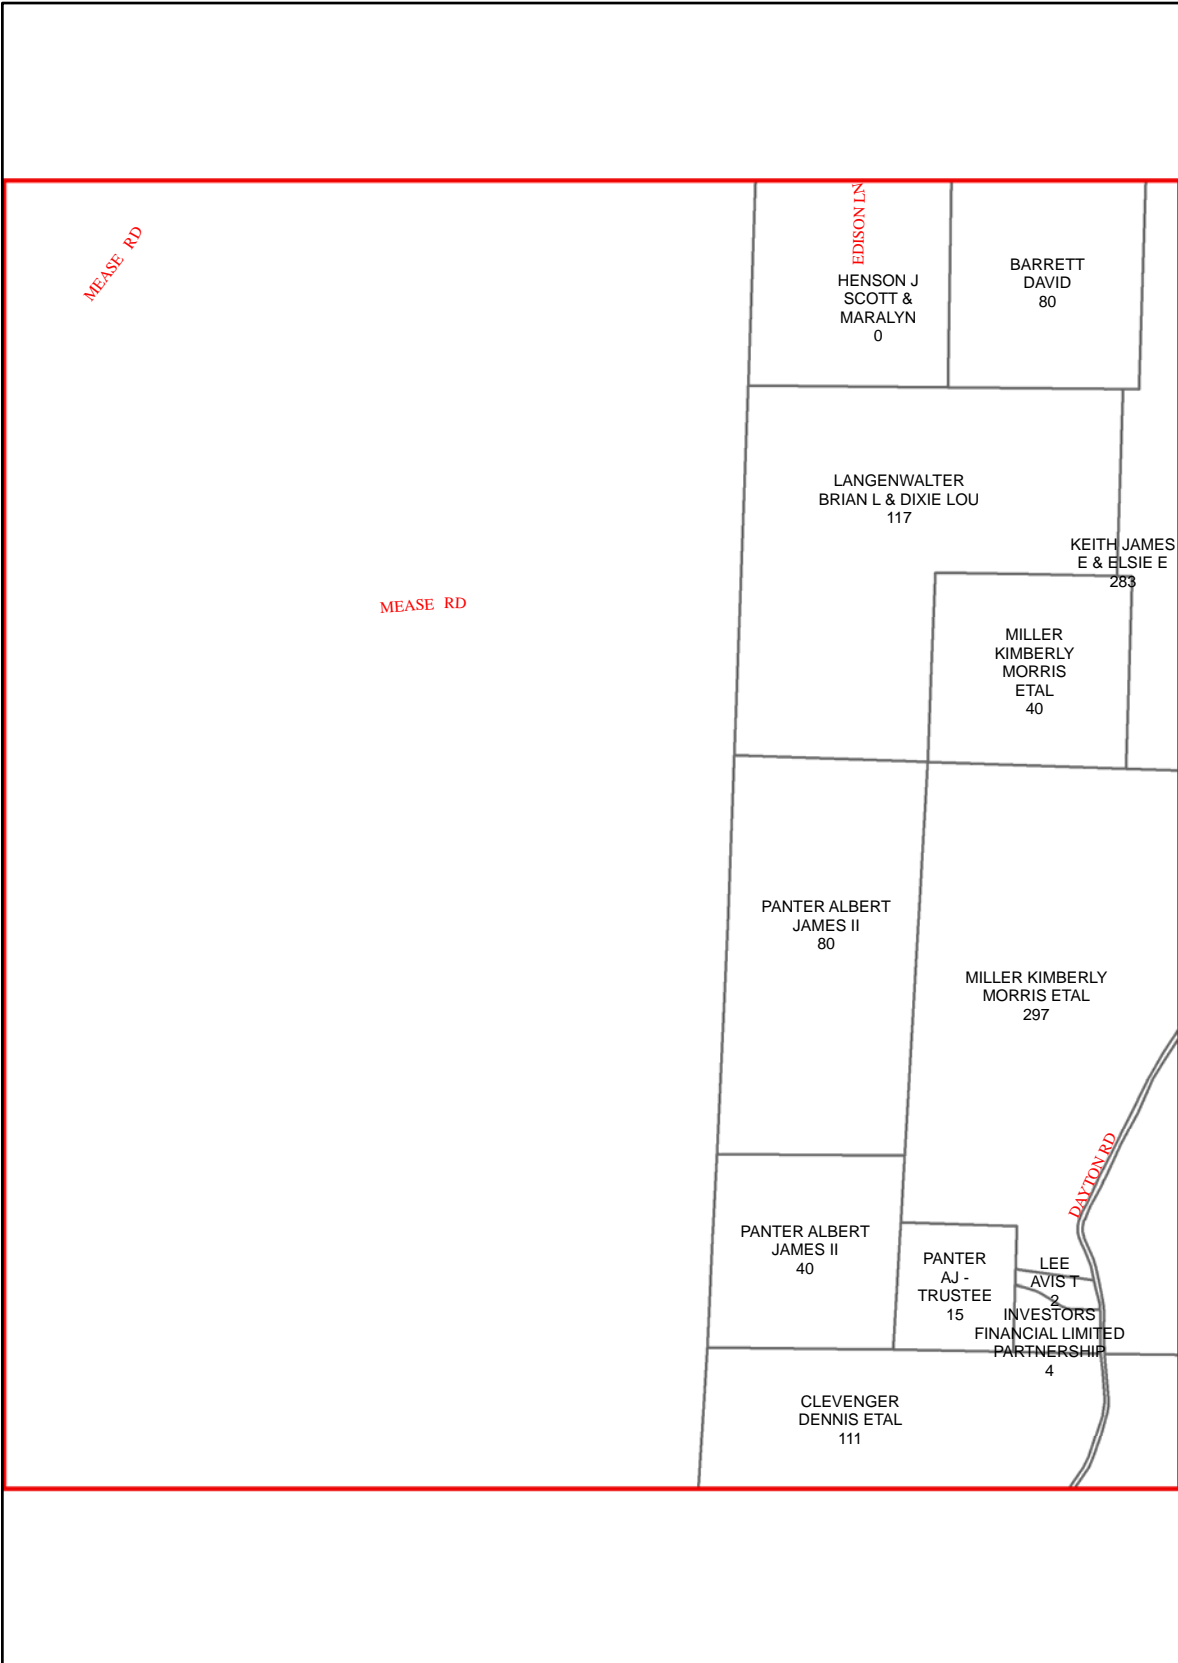 MEASE RD
EDISON LN
HENSON J
SCOTT &
MARALYN
0
BARRETT
DAVID
80
LANGENWALTER
BRIAN L & DIXIE LOU
117
KEITH JAMES
E & ELSIE E
283
MEASE RD
MILLER
KIMBERLY
MORRIS
ETAL
40
PANTER ALBERT
JAMES II
80
MILLER KIMBERLY
MORRIS ETAL
297
DAYTON RD
PANTER ALBERT
JAMES II
40
PANTER
AJ -
TRUSTEE
15
LEE
AVIS T
2
INVESTORS
FINANCIAL LIMITED
PARTNERSHIP
4
CLEVENGER
DENNIS ETAL
111